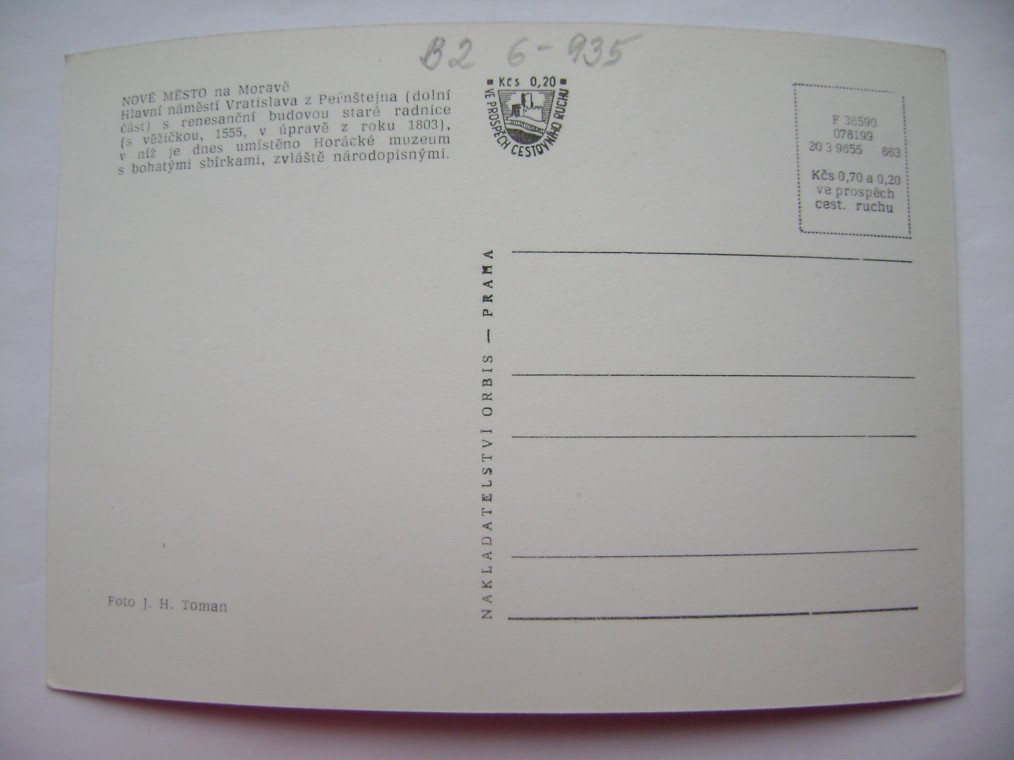 B2 6-935
NOVÉ MĚSTO na Moravě
Hlavní náměstí Vratislava z Pernštejna (dolní
část) s renesanční budovou staré radnice
(s věžičkou, 1555, v úpravě z roku 1803),
v níž je dnes umístěno Horácké muzeum
s bohatými sbírkami, zvláště národopisnými.
Kčs 0,20
VE PROSPĚCH CESTOVNÍHO RUCHU
F 38590
078199
20 3 9655 663
Kčs 0,70 a 0,20
ve prospěch
cest. ruchu
NAKLADATELSTVÍ ORBIS — PRAHA
Foto J. H. Toman